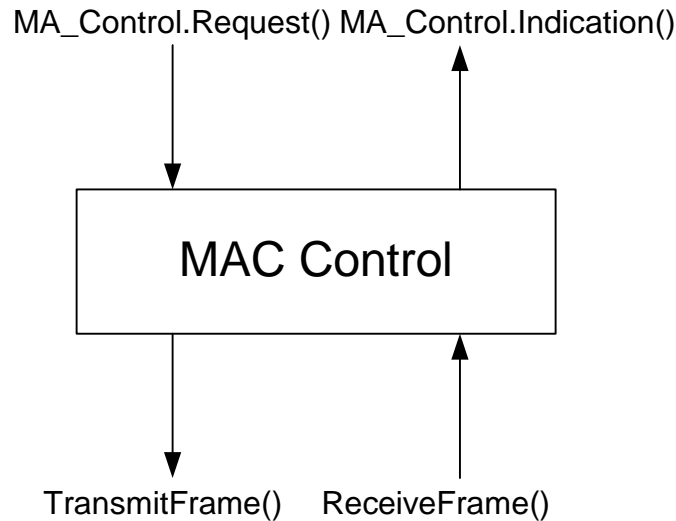 MA_Control.Request() MA_Control.Indication()
MAC Control
TransmitFrame() ReceiveFrame()